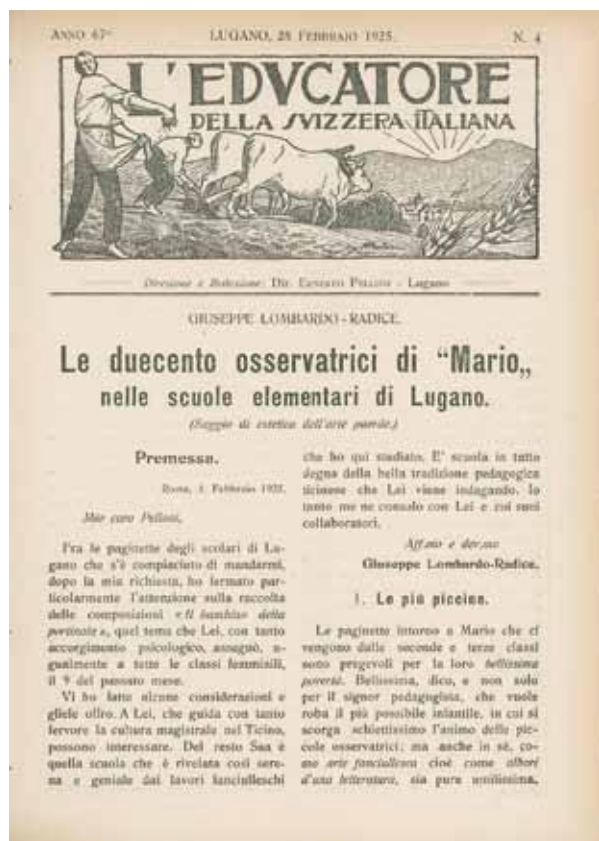 ANNO 67°
LUGANO, 28 FEBBRAIO 1925.
N. 4
L'EDVCATORE
DELLA SVIZZERA ITALIANA
Direzione e Redazione: Dir. ERNESTO PELLONI - Lugano
GIUSEPPE LOMBARDO-RADICE.
Le duecento osservatrici di “Mario„
nelle scuole elementari di Lugano.
(Saggio di estetica dell'arte puerile.)
Premessa.
Roma, 1 Febbraio 1925.
Mio caro Pelloni,
Fra le paginette degli scolari di Lu-
gano che s'è compiaciuto di mandarmi,
dopo la mia richiesta, ho fermato par-
ticolarmente l'attenzione sulla raccolta
delle composizioni «Il bambino della
portinaia», quel tema che Lei, con tanto
accorgimento psicologico, assegnò, u-
gualmente a tutte le classi femminili,
il 9 del passato mese.
Vi ho fatto alcune considerazioni e
gliele offro. A Lei, che guida con tanto
fervore la cultura magistrale nel Ticino,
possono interessare. Del resto Sua è
quella scuola che è rivelata così sere-
na e geniale dai lavori fanciulleschi
che ho qui studiato. E' scuola in tutto
degna della bella tradizione pedagogica
ticinese che Lei viene indagando. Io
tanto me ne consolo con Lei e coi suoi
collaboratori.
Aff.mo e dev.mo
Giuseppe Lombardo-Radice.
1. Le più piccine.
Le paginette intorno a Mario che ci
vengono dalle seconde e terze classi
sono pregevoli per la loro bellissima
povertà. Bellissima, dico, e non solo
per il signor pedagogista, che vuole
roba il più possibile infantile, in cui si
scorga schiettissimo l'animo delle pic-
cole osservatrici; ma anche in sè, co-
me arte fanciullesca cioè come albori
d'una letteratura, sia pure umilissima,